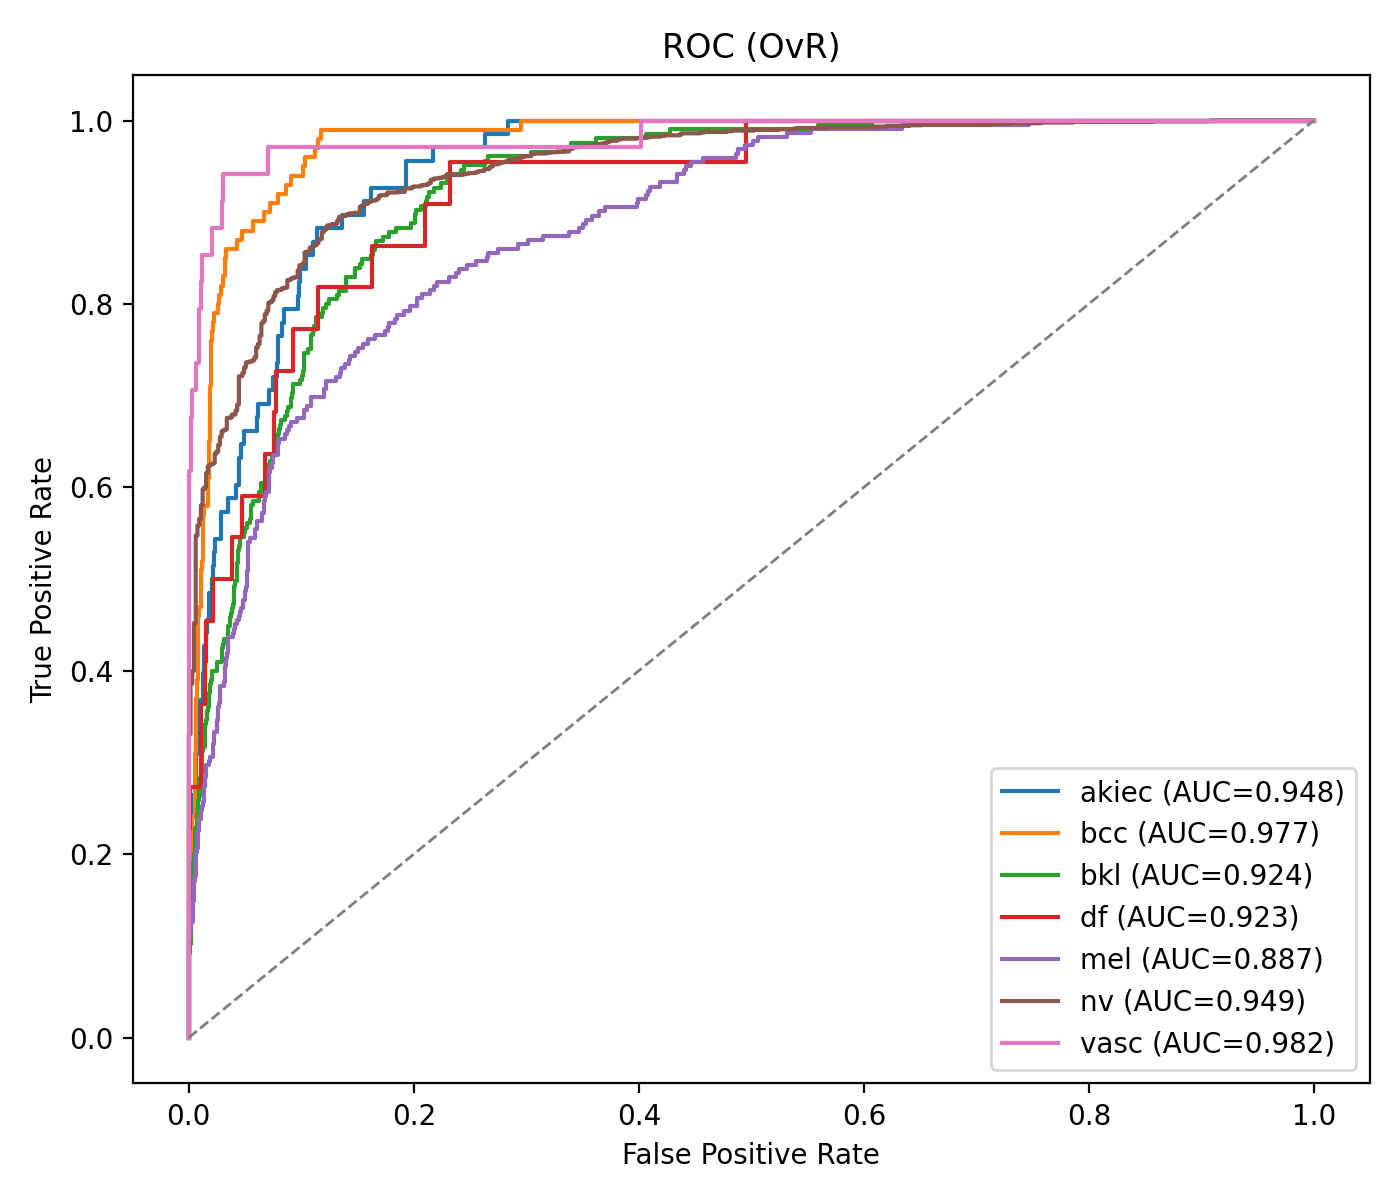 ROC (OvR)
1.0
0.8
0.6
0.4
0.2
0.0
True Positive Rate
akiec (AUC=0.948)
bcc (AUC=0.977)
bkl (AUC=0.924)
df (AUC=0.923)
mel (AUC=0.887)
nv (AUC=0.949)
vasc (AUC=0.982)
0.0 0.2 0.4 0.6 0.8 1.0
False Positive Rate